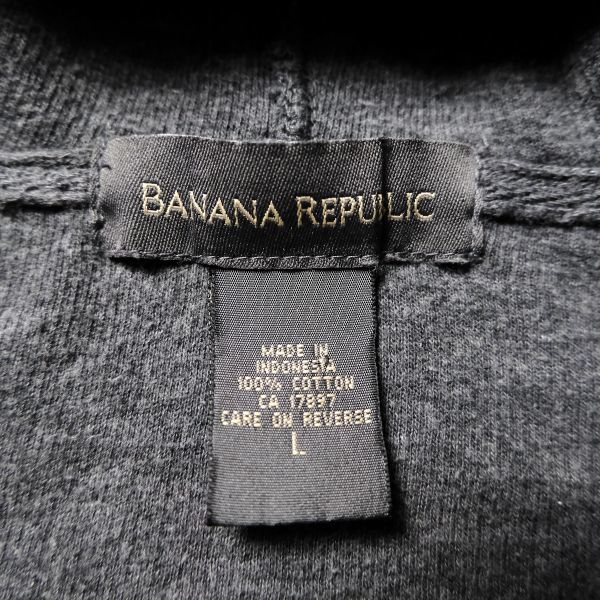 BANANA REPUBLIC
MADE IN
INDONESIA
100% COTTON
CA 17897
CARE ON REVERSE
L